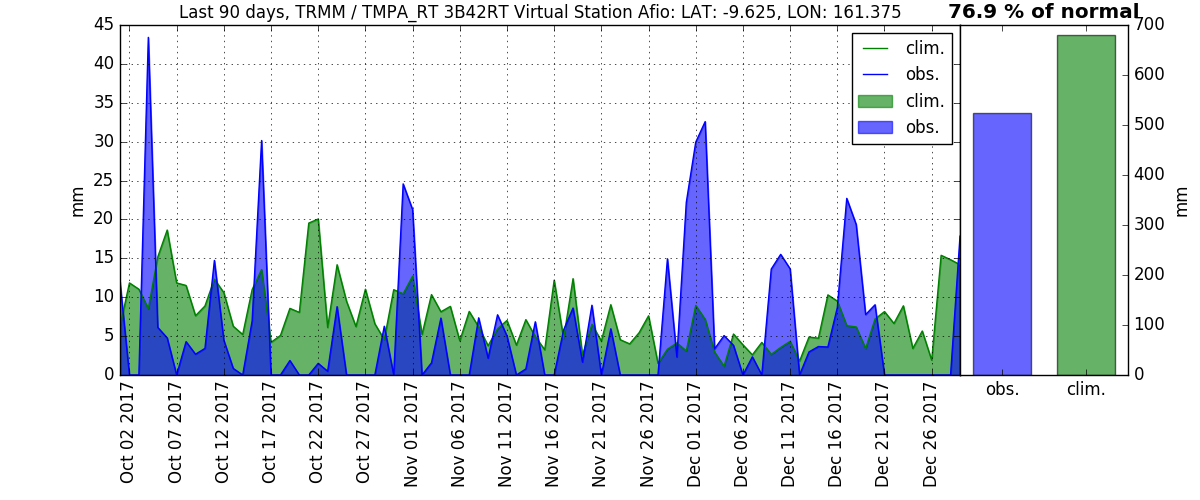 Last 90 days, TRMM / TMPA_RT 3B42RT Virtual Station Afio: LAT: -9.625, LON: 161.375
76.9 % of normal
45
40
35
30
25
20
15
10
5
0
mm
clim.
obs.
clim.
obs.
Oct 02 2017
Oct 07 2017
Oct 12 2017
Oct 17 2017
Oct 22 2017
Oct 27 2017
Nov 01 2017
Nov 06 2017
Nov 11 2017
Nov 16 2017
Nov 21 2017
Nov 26 2017
Dec 01 2017
Dec 06 2017
Dec 11 2017
Dec 16 2017
Dec 21 2017
Dec 26 2017
700
600
500
400
300
200
100
0
mm
obs.
clim.